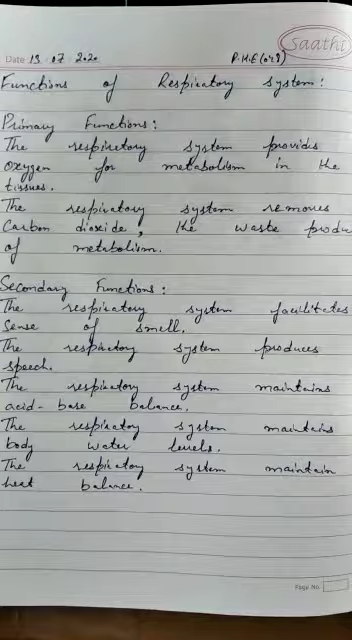 Saathi
Date 13 07 2020
P.H.E
Functions of Respiratory system:
Primary Functions:
The respiratory system provides
oxygen for metabolism in the
tissues.
The respiratory system removes
Carbon dioxide, the waste produ
of metabolism.
Secondary Functions:
The respiratory system facilitates
sense of smell.
The respiratory system produces
speech.
The respiratory system maintains
acid-base balance.
The respiratory system maintains
body water levels.
The respiratory system maintain
heat balance.
Page No.